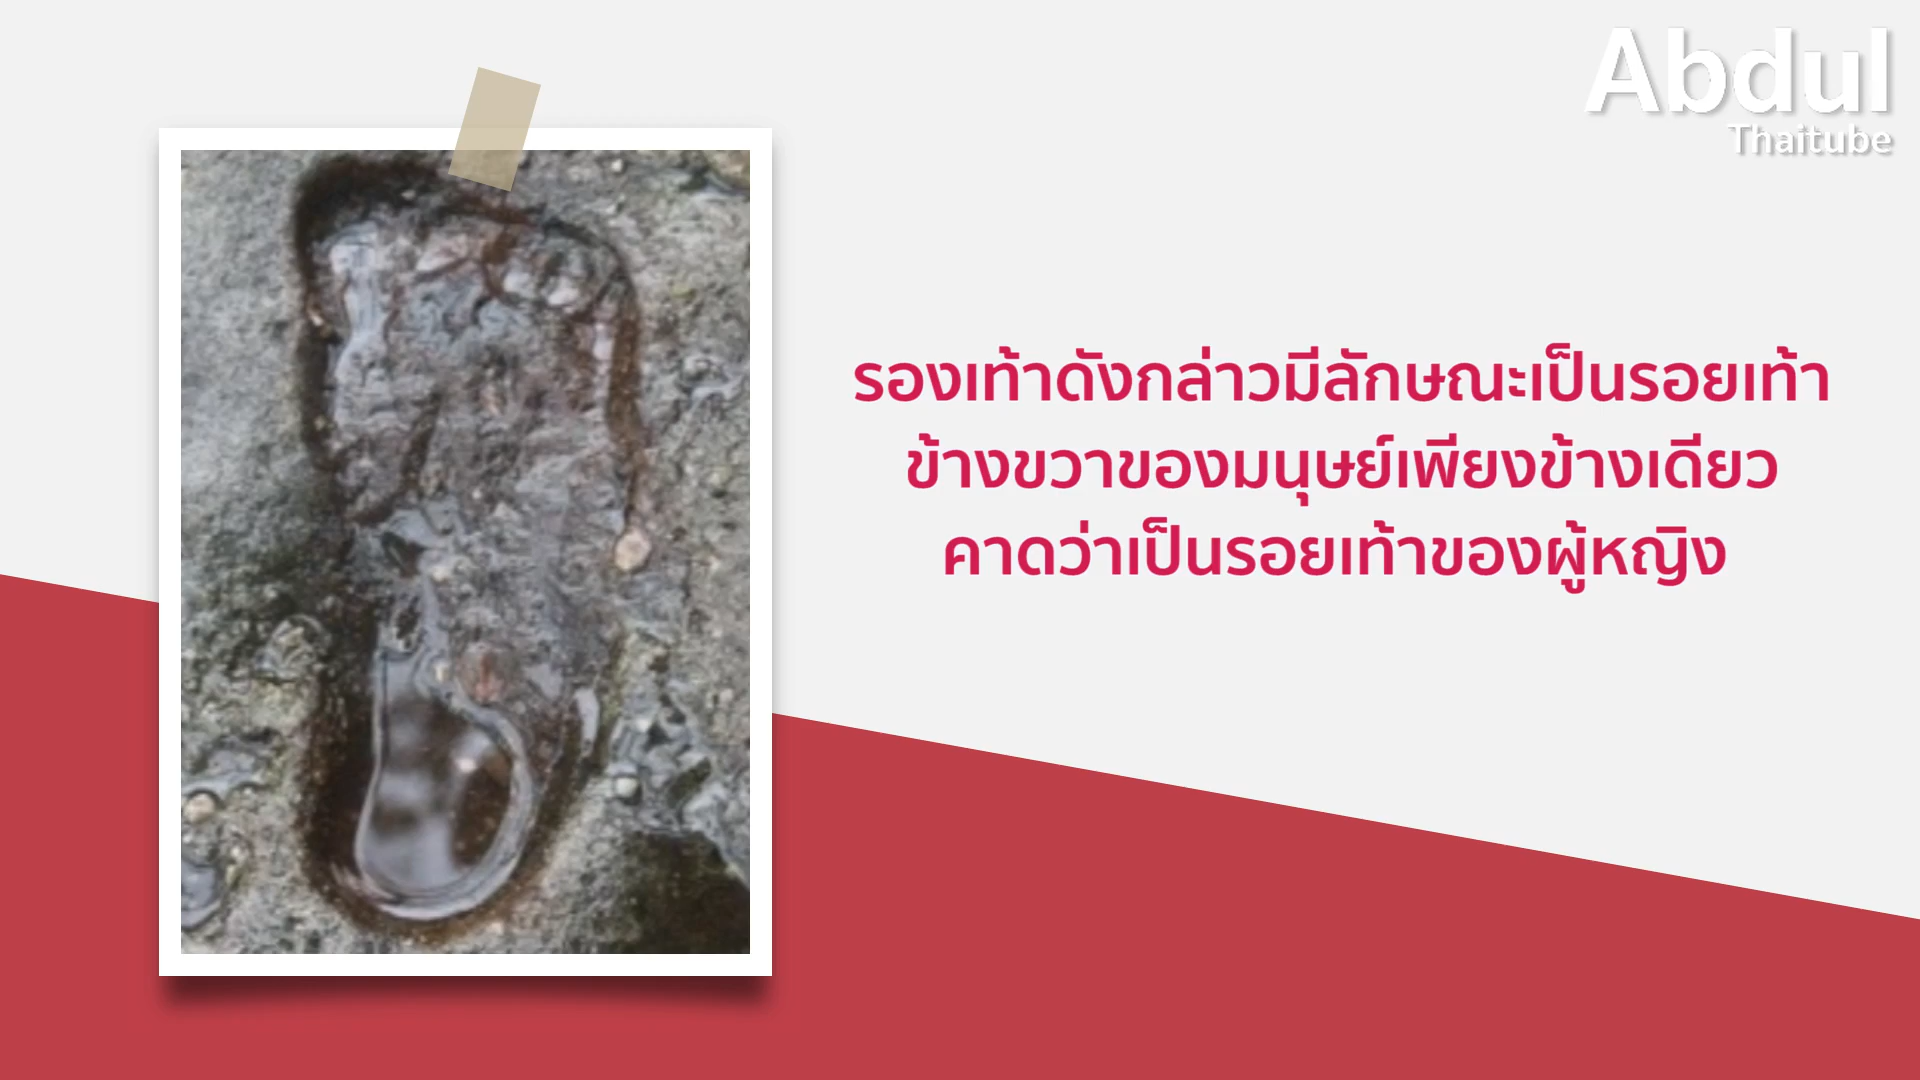 Abdul
Thaitube
รองเท้าดังกล่าวมีลักษณะเป็นรอยเท้า
ข้างขวาของมนุษย์เพียงข้างเดียว
คาดว่าเป็นรอยเท้าของผู้หญิง